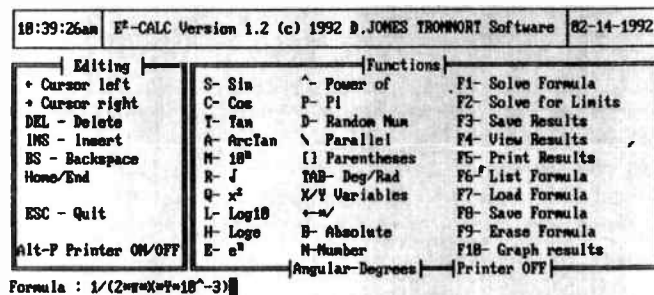 10:39:26am E²-CALC Version 1.2 (c) 1992 D.JONES TROMMORT Software 02-14-1992
Editing
← Cursor left
→ Cursor right
DEL - Delete
INS - Insert
BS - Backspace
Home/End
ESC - Quit
Alt-P Printer ON/OFF
Functions
S- Sin ^- Power of F1- Solve Formula
C- Cos P- Pi F2- Solve for Limits
T- Tan D- Random Num F3- Save Results
A- ArcTan \ Parallel F4- View Results
M- 10ⁿ [] Parentheses F5- Print Results
R- √ TAB- Deg/Rad F6- List Formula
Q- x² X/Y Variables F7- Load Formula
L- Log10 +-*/ F8- Save Formula
H- Loge B- Absolute F9- Erase Formula
E- eⁿ N-Number F10- Graph results
Angular-Degrees Printer OFF
Formula : 1/(2*π*X*Y*10^-3)